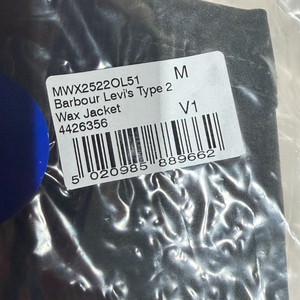 MWX2522OL51 M
Barbour Levi's Type 2
Wax Jacket V1
4426356
5 020985 889662